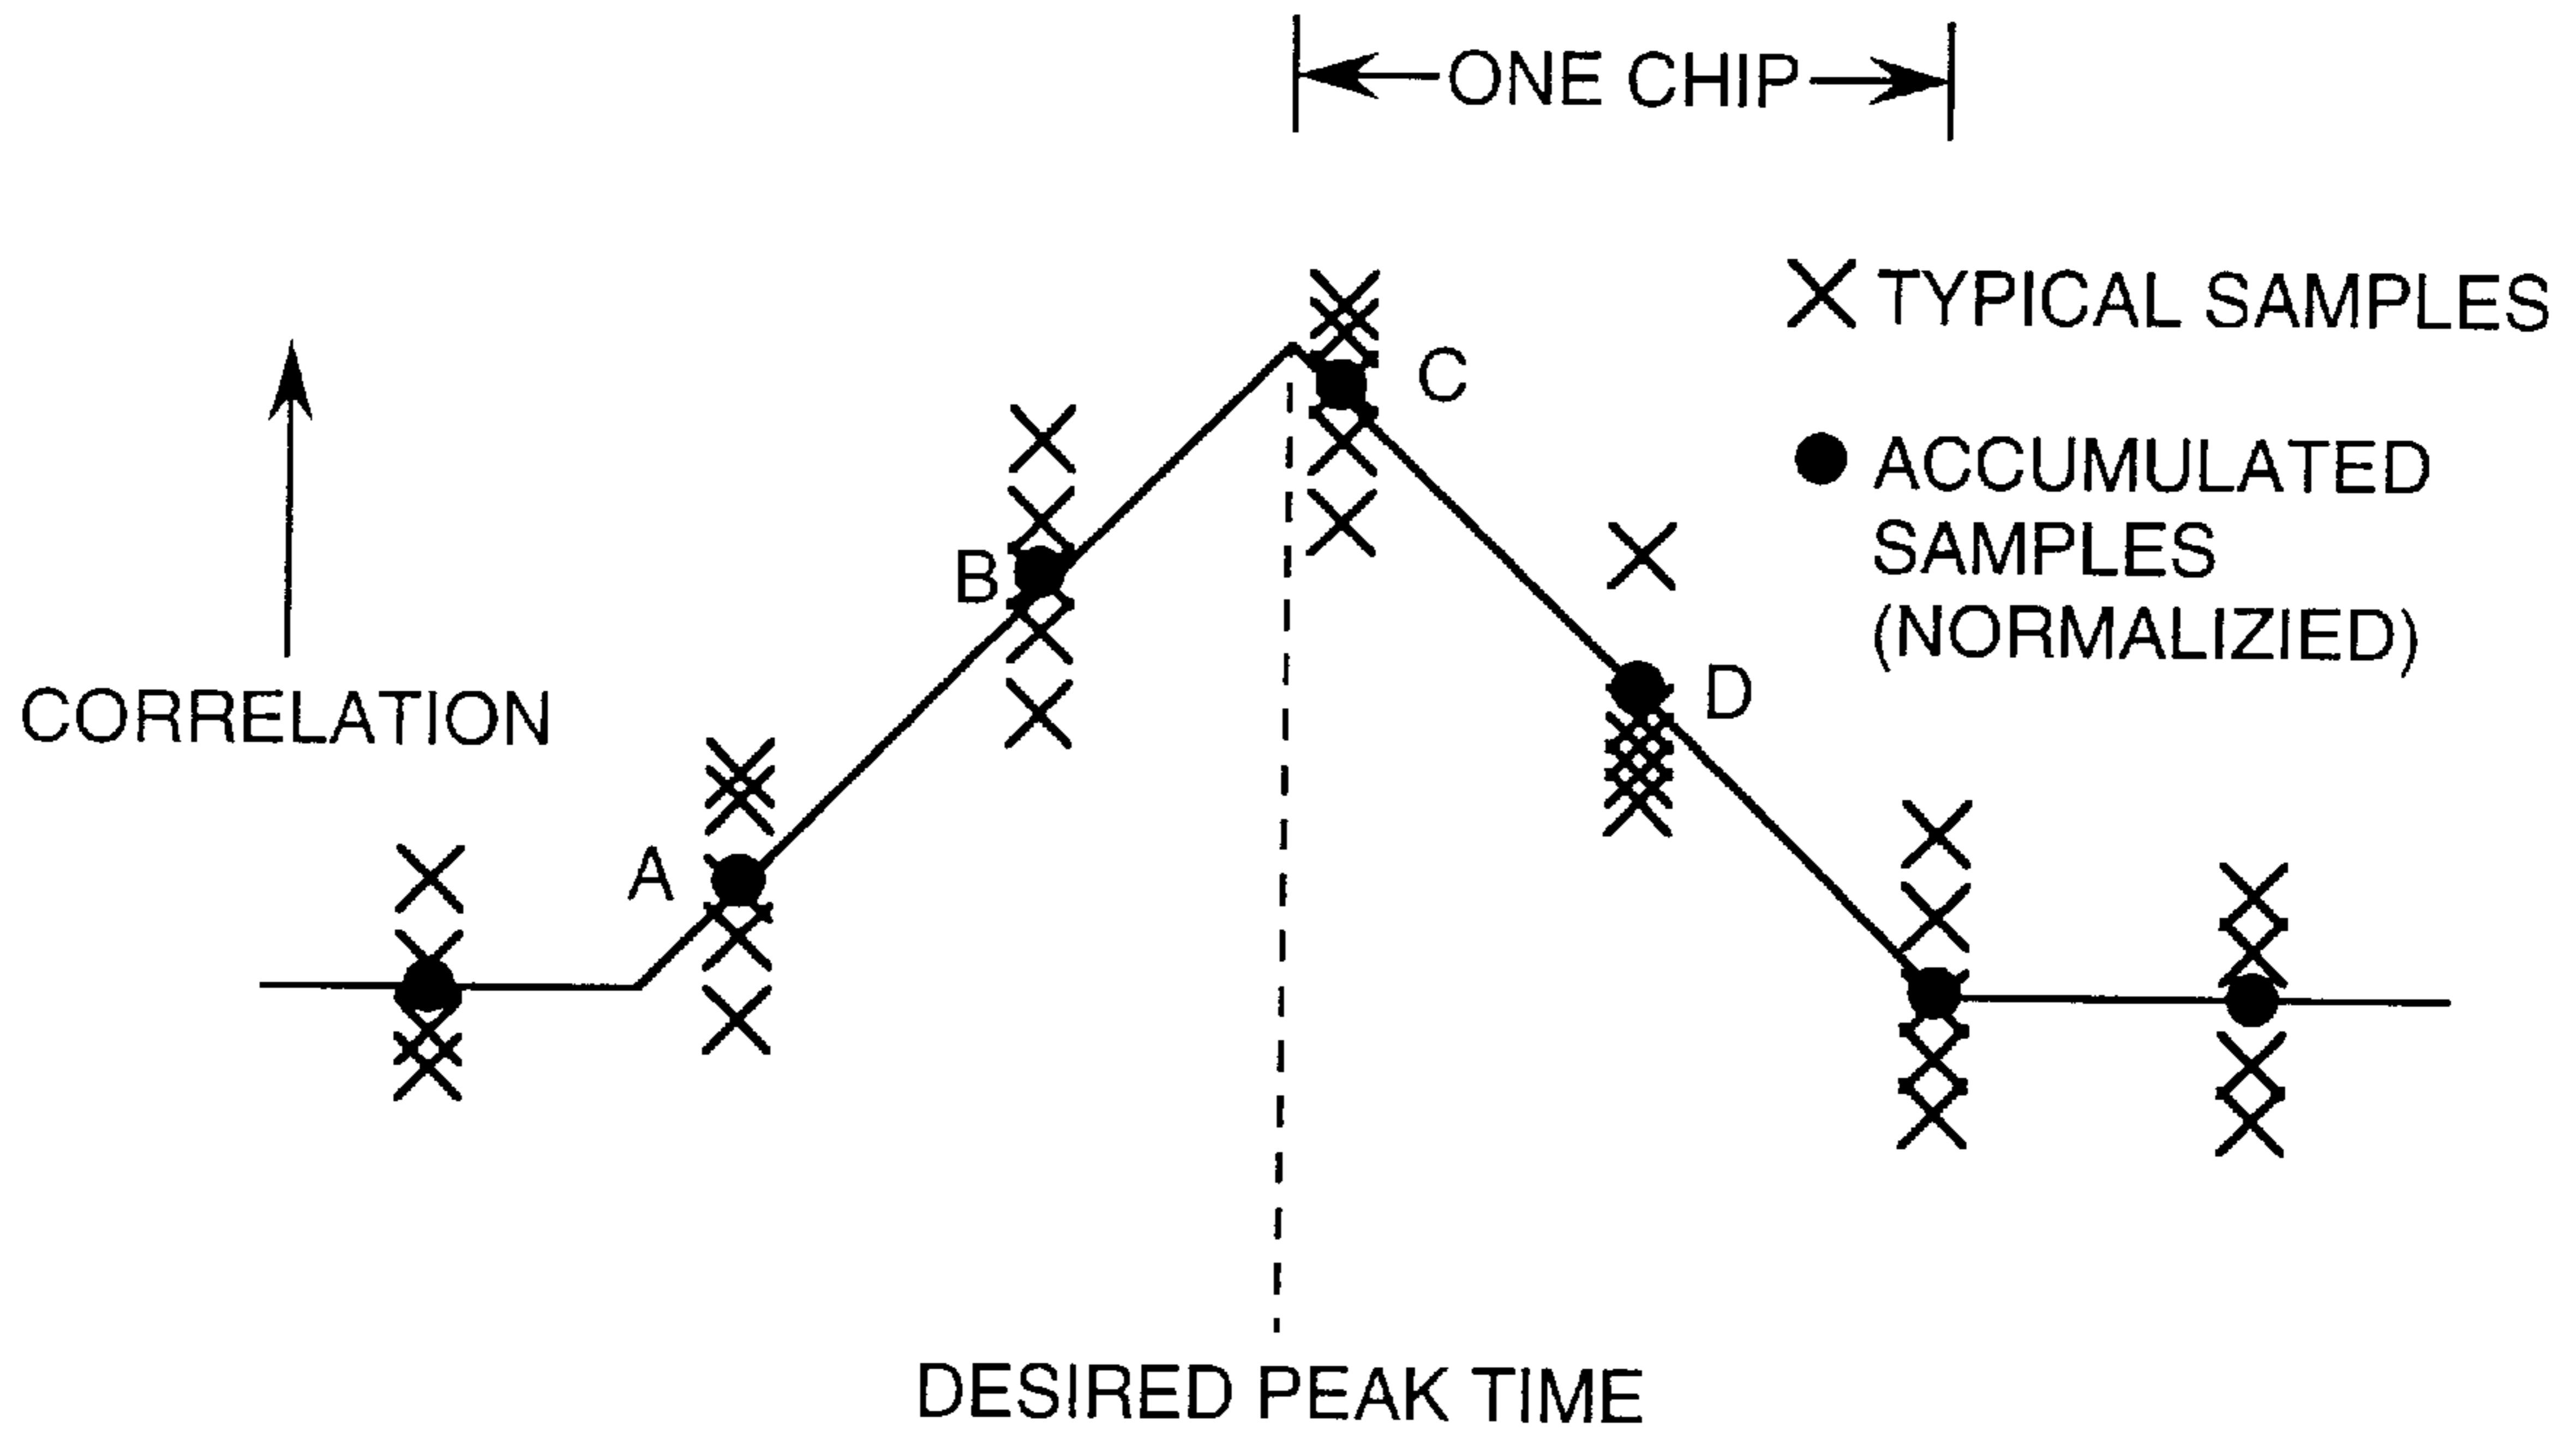 ONE CHIP
TYPICAL SAMPLES
C
ACCUMULATED
SAMPLES
(NORMALIZIED)
B
D
CORRELATION
A
DESIRED PEAK TIME